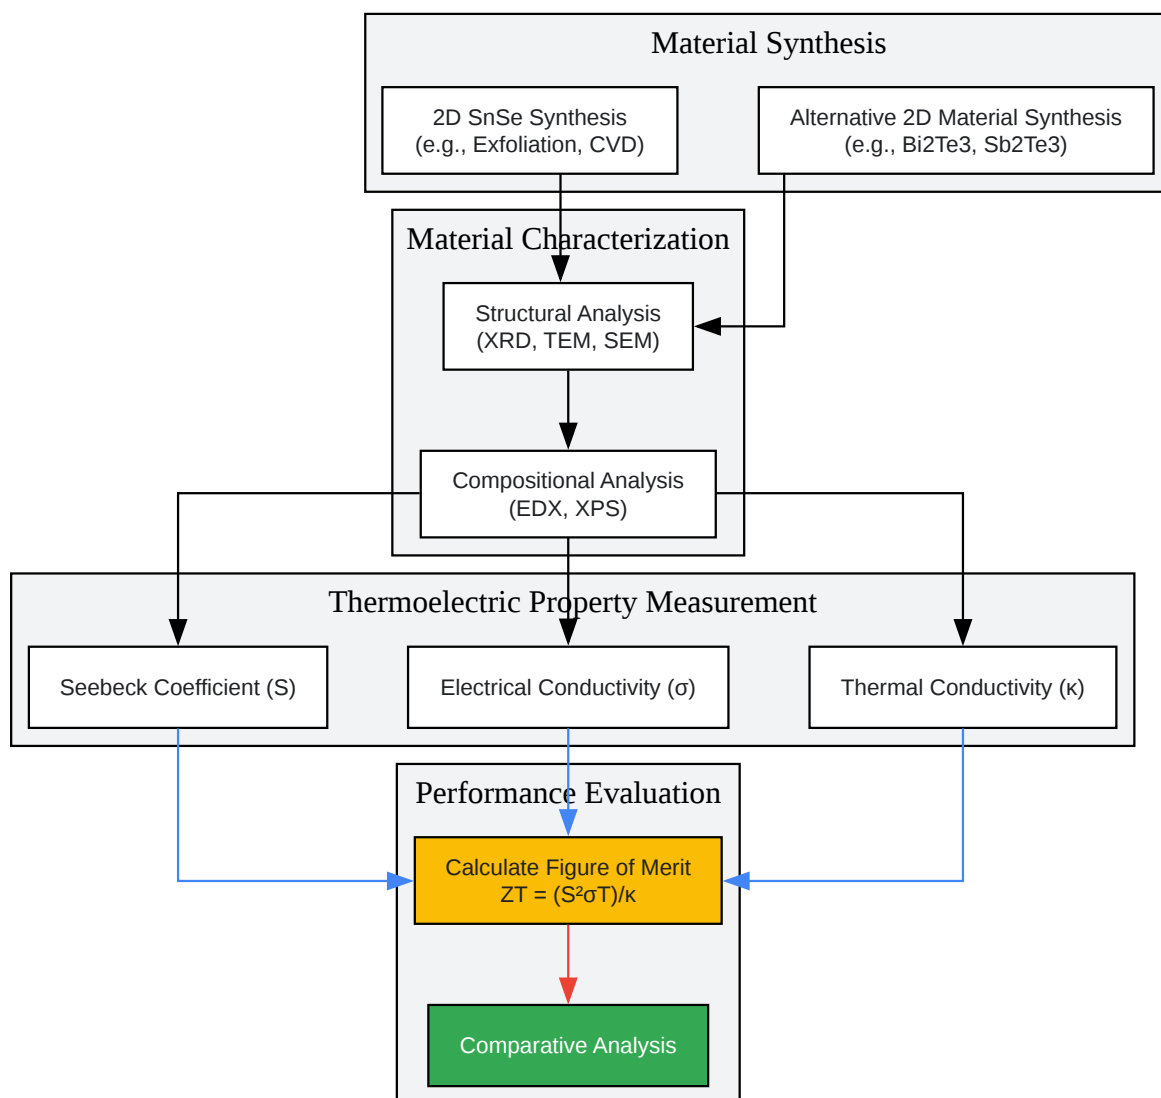 Material Synthesis
2D SnSe Synthesis
(e.g., Exfoliation, CVD)
Alternative 2D Material Synthesis
(e.g., Bi2Te3, Sb2Te3)
Material Characterization
Structural Analysis
(XRD, TEM, SEM)
Compositional Analysis
(EDX, XPS)
Thermoelectric Property Measurement
Seebeck Coefficient (S)
Electrical Conductivity (σ)
Thermal Conductivity (κ)
Performance Evaluation
Calculate Figure of Merit
ZT = (S²σT)/κ
Comparative Analysis